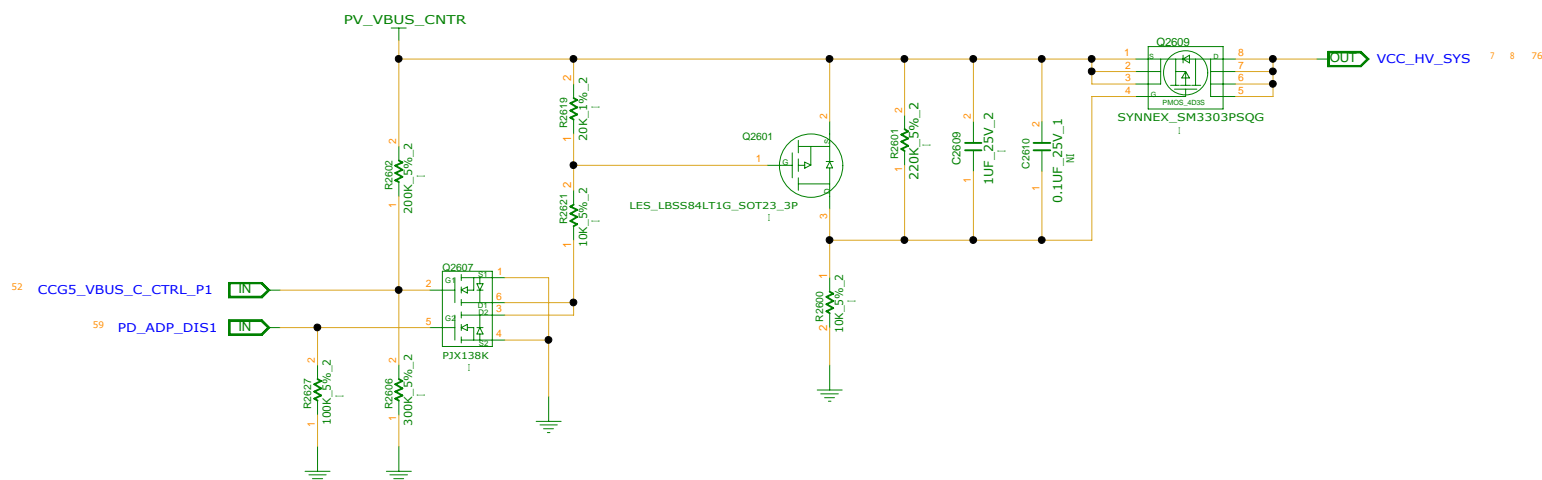 PV_VBUS_CNTR
Q2609
1 S D 8
2 7
3 6
4 G 5
PMOS_4D3S
SYNNEX_SM3303PSQG
I
OUT VCC_HV_SYS 7 8 76
2
R2619
20K_1%_2
1
2
R2602
200K_5%_2
1
2
R2621
10K_5%_2
1
Q2601
1 G
2 S
D
3
LES_LBSS84LT1G_SOT23_3P
I
2
R2601
220K_5%_2
1
2
C2609
1UF_25V_2
1
2
C2610
0.1UF_25V_1
NI
1
1
R2600
10K_5%_2
2
Q2607
2 G1 S1 1
D1 6
D2 3
5 G2 S2 4
PJX138K
I
52 CCG5_VBUS_C_CTRL_P1 IN
59 PD_ADP_DIS1 IN
2
R2627
100K_5%_2
1
2
R2606
300K_5%_2
1